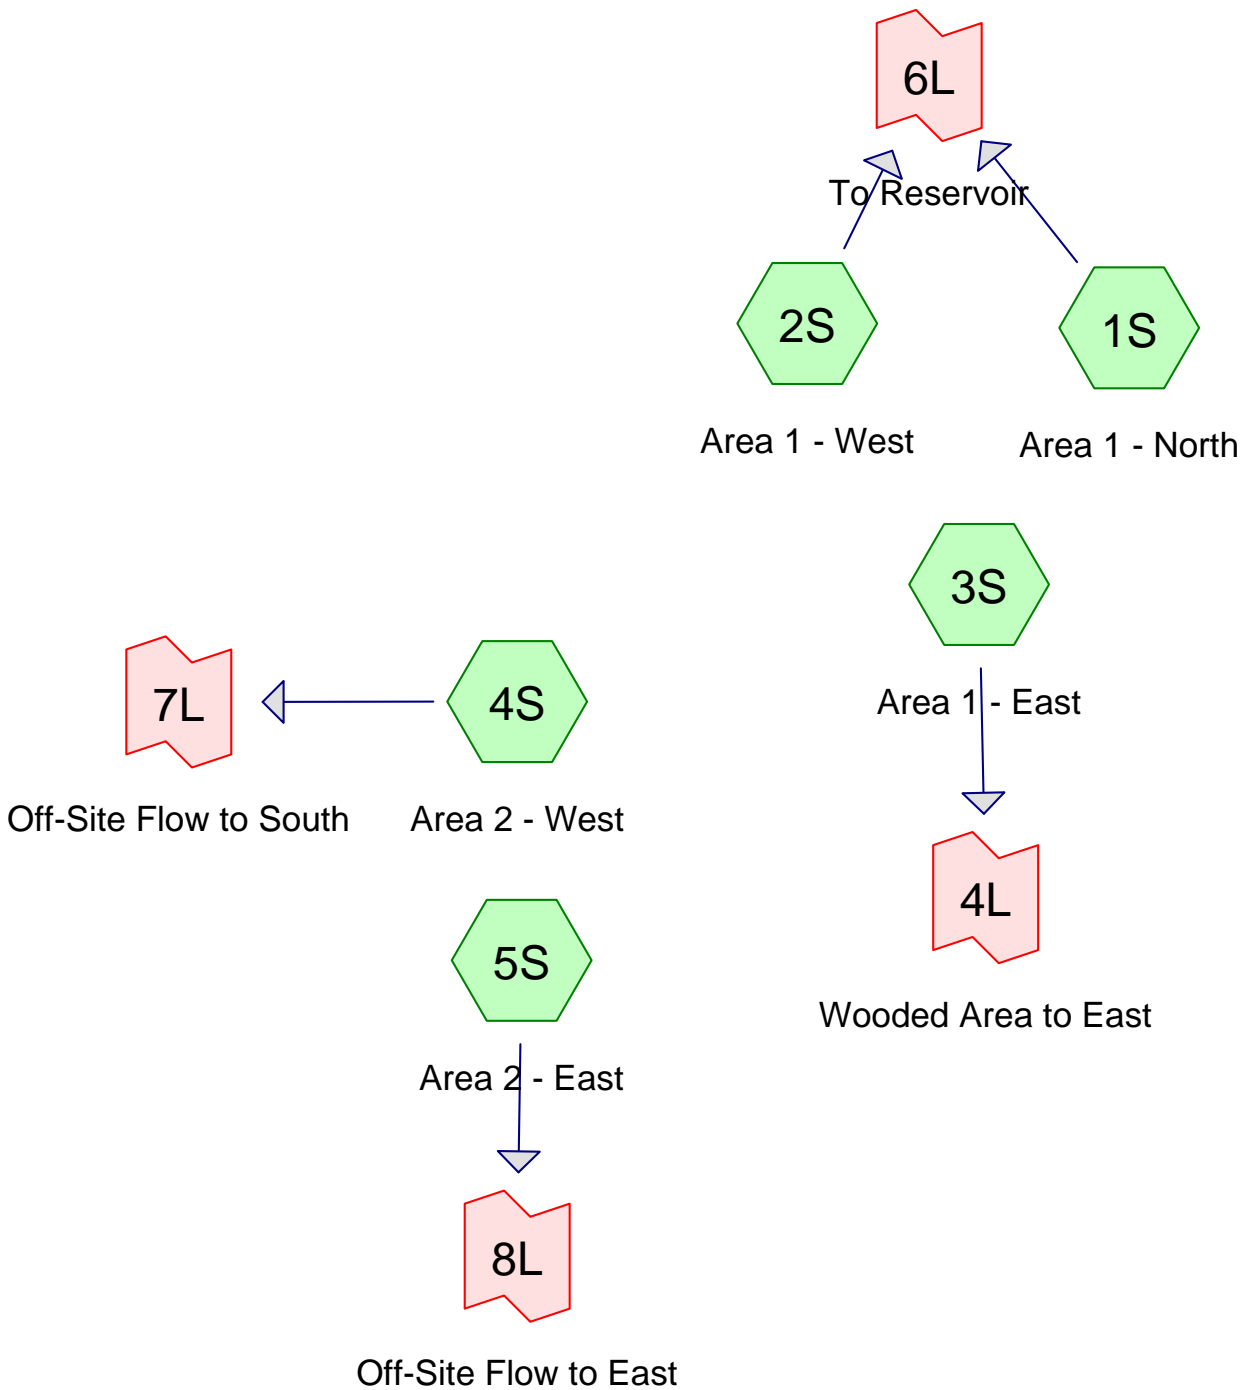 6L
To Reservoir
2S
1S
Area 1 - West
Area 1 - North
3S
Area 1 - East
7L
4S
Off-Site Flow to South
Area 2 - West
4L
Wooded Area to East
5S
Area 2 - East
8L
Off-Site Flow to East